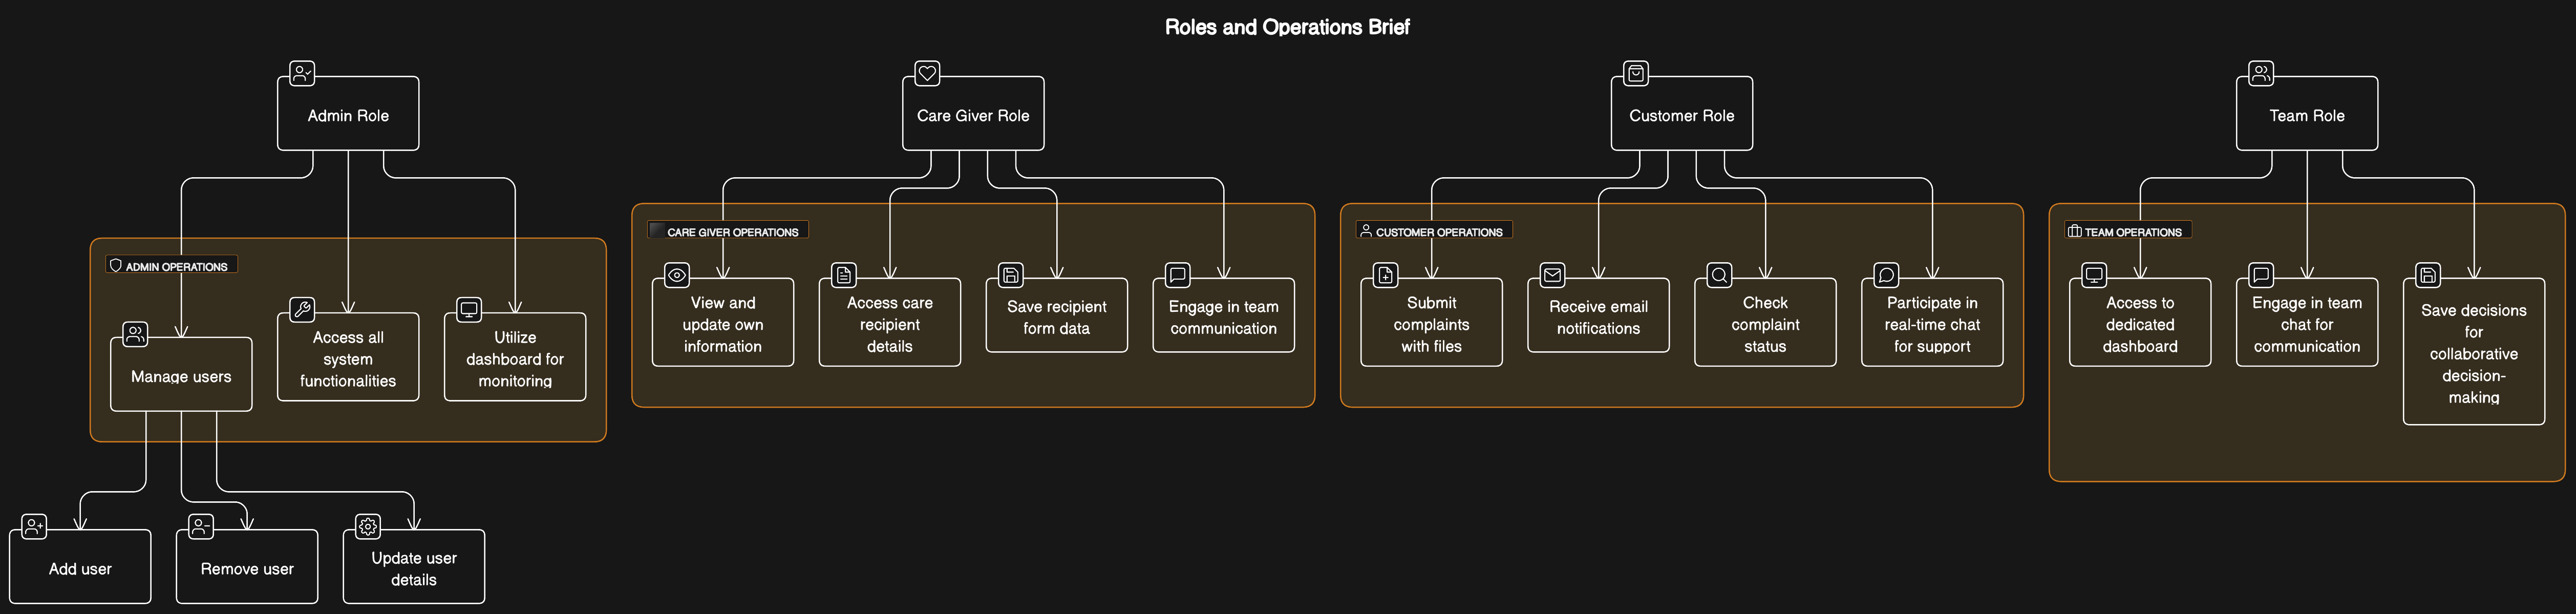 Roles and Operations Brief
Admin Role
ADMIN OPERATIONS
Manage users
Access all
system
functionalities
Utilize
dashboard for
monitoring
Add user
Remove user
Update user
details
Care Giver Role
CARE GIVER OPERATIONS
View and
update own
information
Access care
recipient
details
Save recipient
form data
Engage in team
communication
Customer Role
CUSTOMER OPERATIONS
Submit
complaints
with files
Receive email
notifications
Check
complaint
status
Participate in
real-time chat
for support
Team Role
TEAM OPERATIONS
Access to
dedicated
dashboard
Engage in team
chat for
communication
Save decisions
for
collaborative
decision-
making